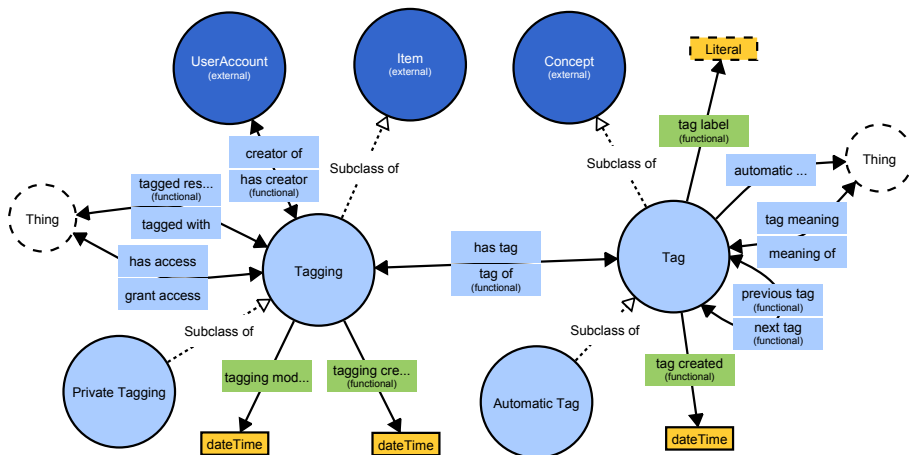 UserAccount
(external)
Item
(external)
Concept
(external)
Literal
tag label
(functional)
creator of
has creator
(functional)
Subclass of
Subclass of
automatic ...
Thing
tagged res...
(functional)
tagged with
Thing
has access
grant access
Tagging
has tag
tag of
(functional)
Tag
tag meaning
meaning of
previous tag
(functional)
next tag
(functional)
Subclass of
Subclass of
tagging mod...
tagging cre...
(functional)
tag created
(functional)
Private Tagging
Automatic Tag
dateTime
dateTime
dateTime